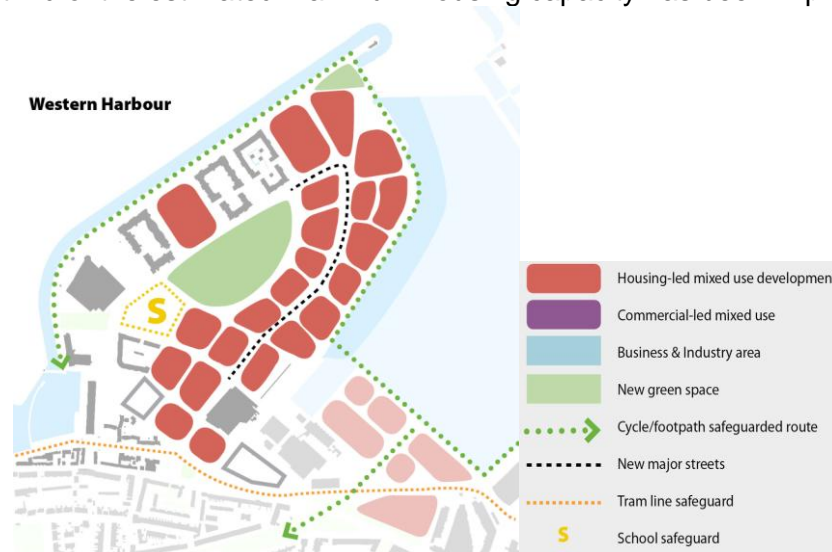 Western Harbour
S
Housing-led mixed use developmen
Commercial-led mixed use
Business & Industry area
New green space
Cycle/footpath safeguarded route
New major streets
Tram line safeguard
S
School safeguard